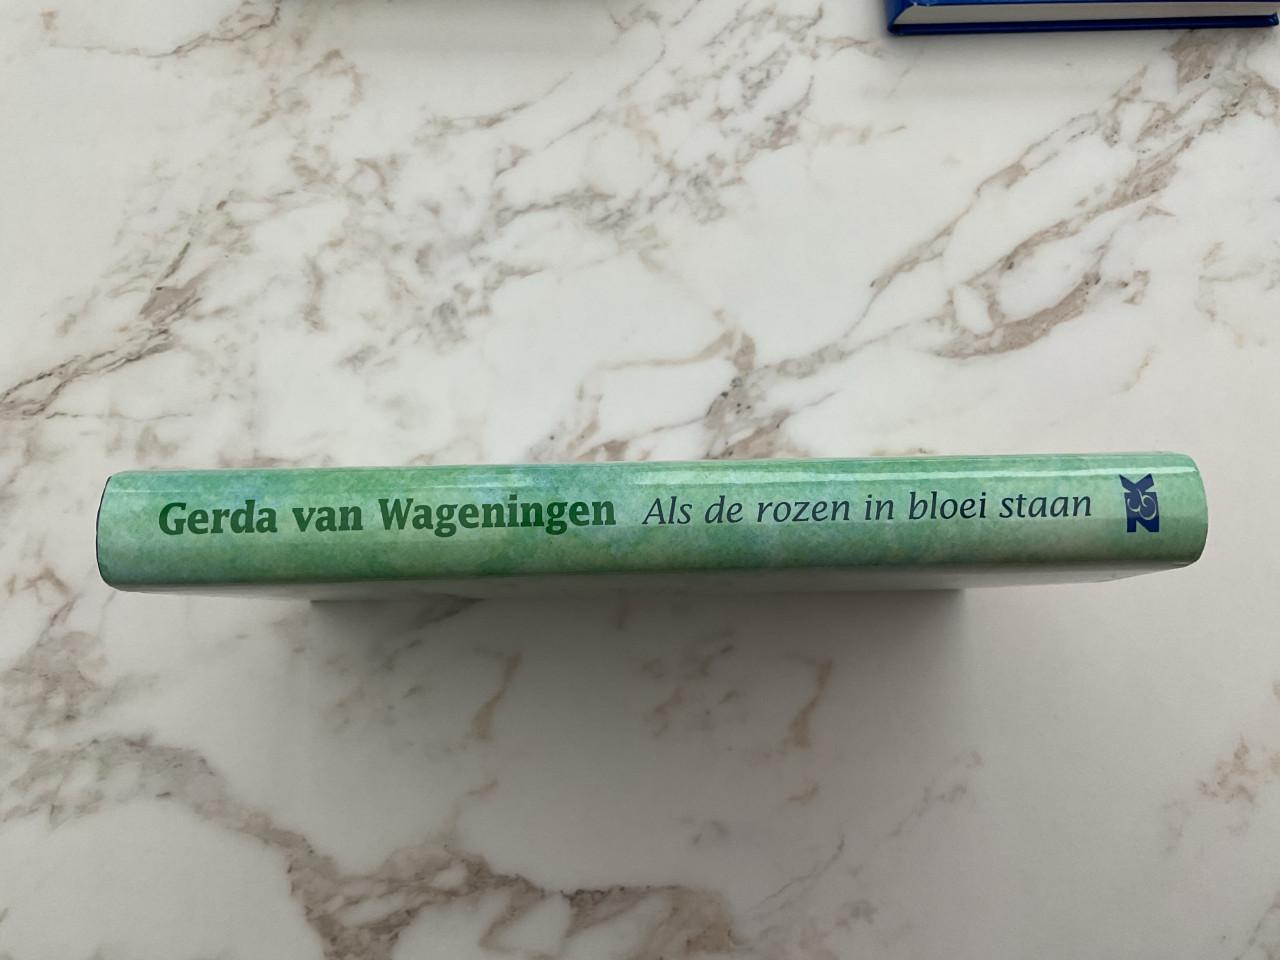 Gerda van Wageningen Als de rozen in bloei staan
Z&K